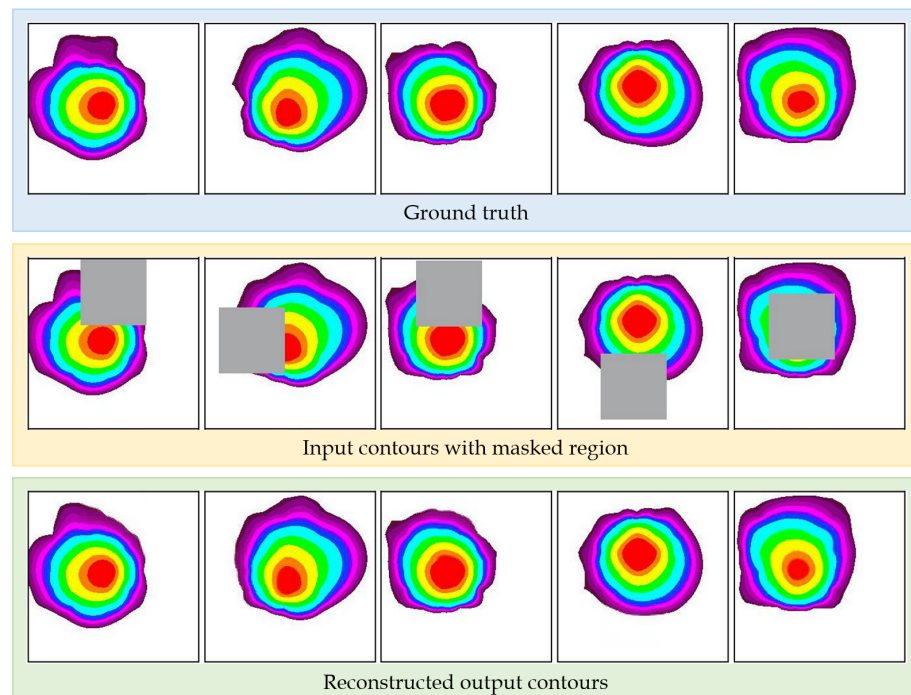 Ground truth
Input contours with masked region
Reconstructed output contours